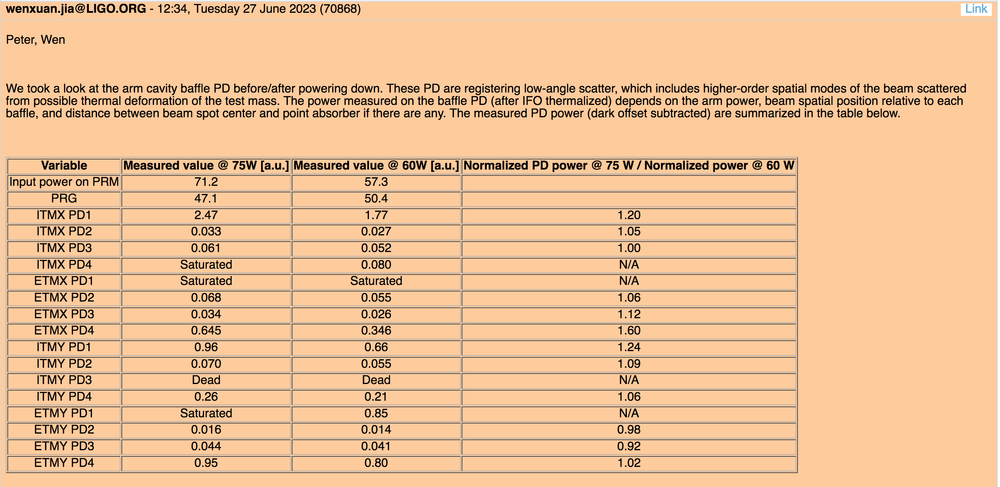 wenxuan.jia@LIGO.ORG - 12:34, Tuesday 27 June 2023 (70868) Link
Peter, Wen
We took a look at the arm cavity baffle PD before/after powering down. These PD are registering low-angle scatter, which includes higher-order spatial modes of the beam scattered
from possible thermal deformation of the test mass. The power measured on the baffle PD (after IFO thermalized) depends on the arm power, beam spatial position relative to each
baffle, and distance between beam spot center and point absorber if there are any. The measured PD power (dark offset subtracted) are summarized in the table below.
Variable Measured value @ 75W [a.u.] Measured value @ 60W [a.u.] Normalized PD power @ 75 W / Normalized power @ 60 W
Input power on PRM 71.2 57.3
PRG 47.1 50.4
ITMX PD1 2.47 1.77 1.20
ITMX PD2 0.033 0.027 1.05
ITMX PD3 0.061 0.052 1.00
ITMX PD4 Saturated 0.080 N/A
ETMX PD1 Saturated Saturated N/A
ETMX PD2 0.068 0.055 1.06
ETMX PD3 0.034 0.026 1.12
ETMX PD4 0.645 0.346 1.60
ITMY PD1 0.96 0.66 1.24
ITMY PD2 0.070 0.055 1.09
ITMY PD3 Dead Dead N/A
ITMY PD4 0.26 0.21 1.06
ETMY PD1 Saturated 0.85 N/A
ETMY PD2 0.016 0.014 0.98
ETMY PD3 0.044 0.041 0.92
ETMY PD4 0.95 0.80 1.02